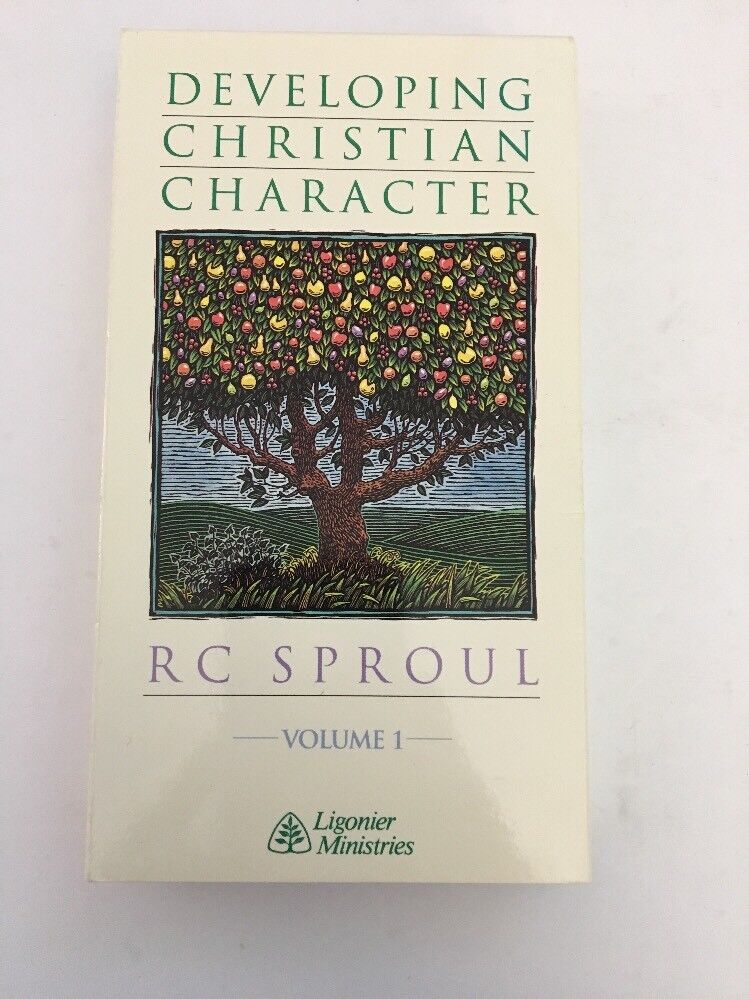 DEVELOPING
CHRISTIAN
CHARACTER
RC SPROUL
VOLUME 1
Ligonier
Ministries